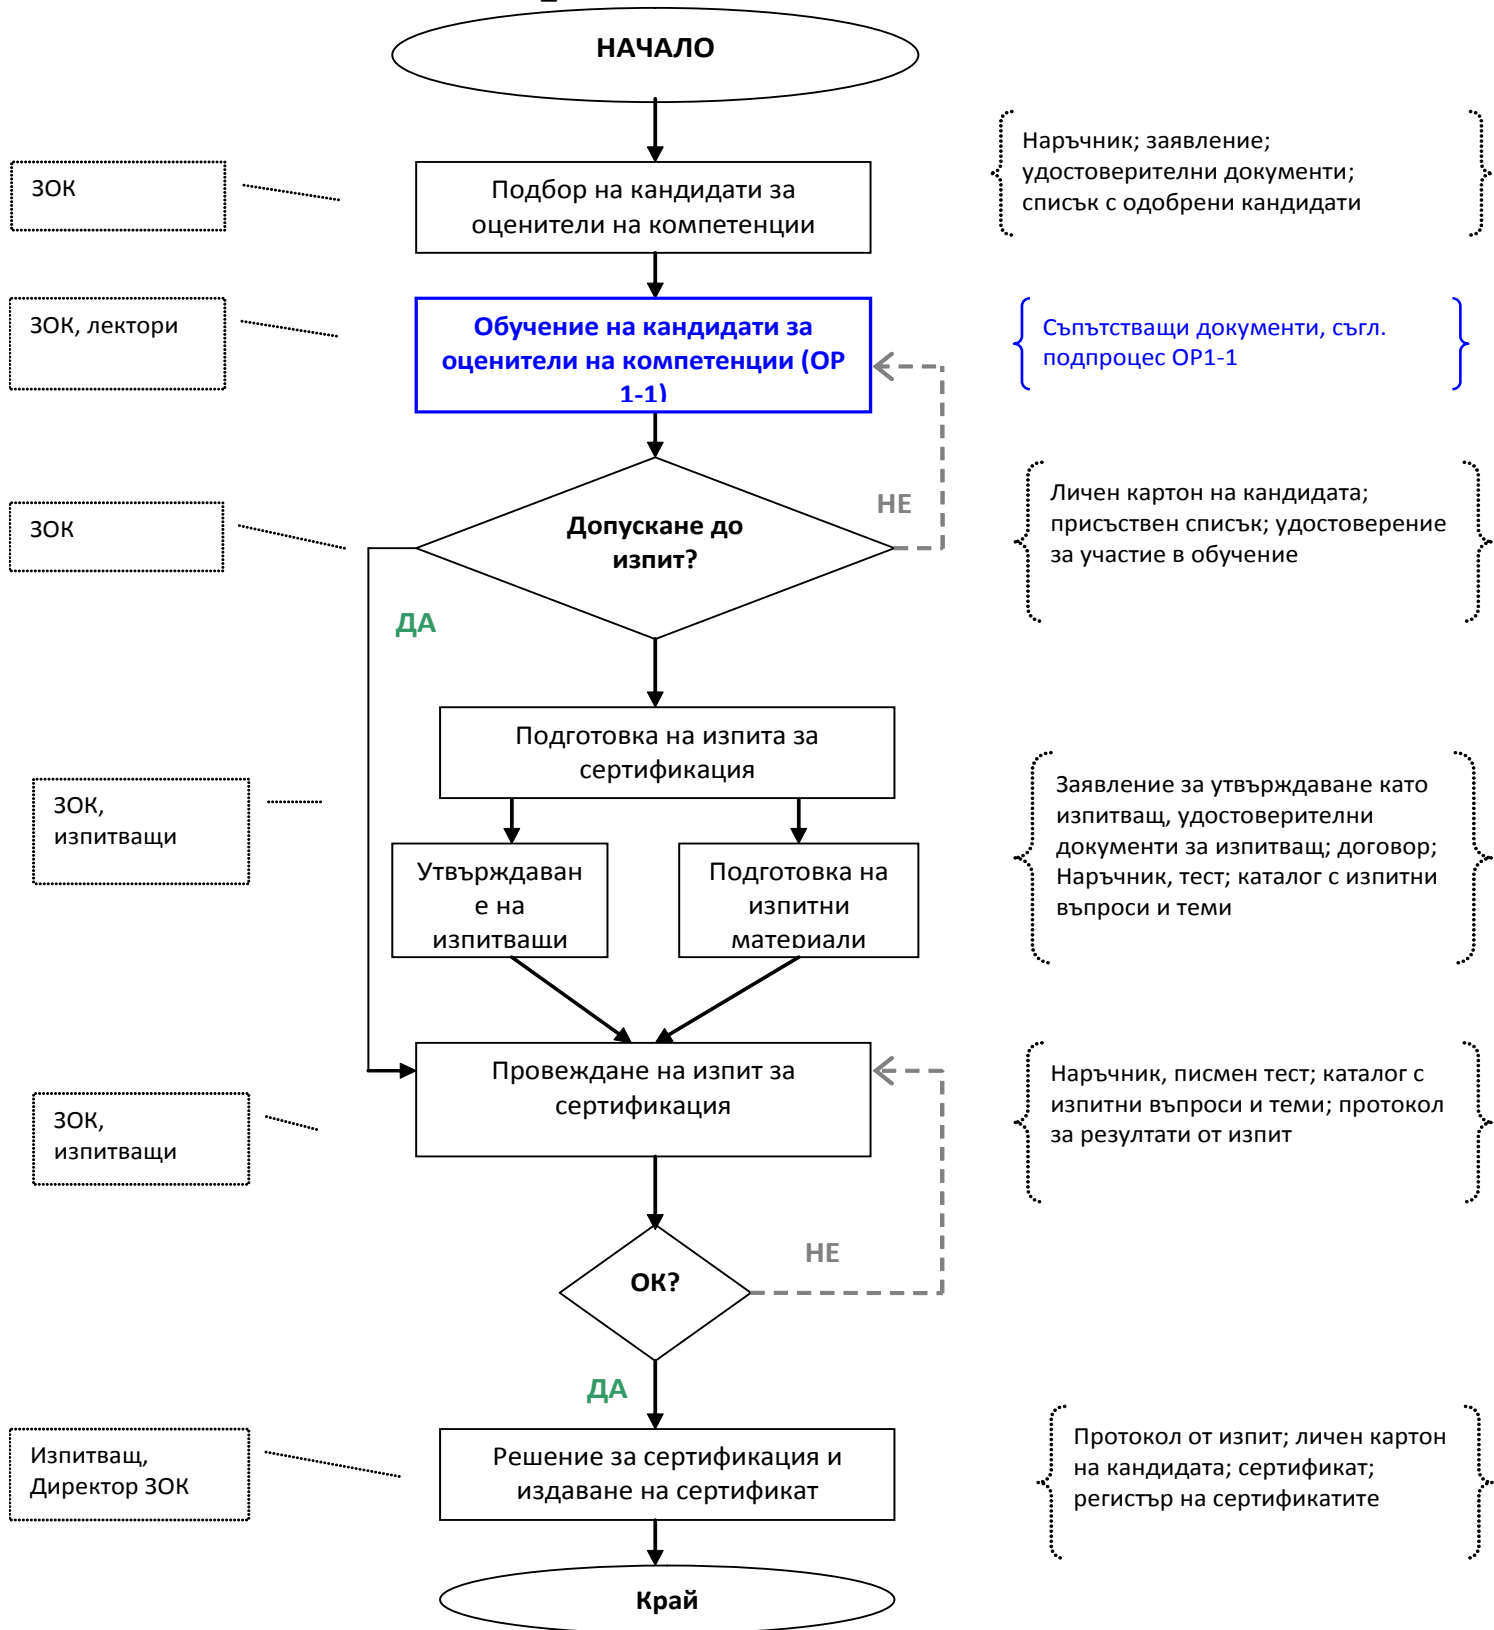 НАЧАЛО
ЗОК
Подбор на кандидати за
оценители на компетенции
Наръчник; заявление;
удостоверителни документи;
списък с одобрени кандидати
ЗОК, лектори
Обучение на кандидати за
оценители на компетенции (ОР
1-1)
Съпътстващи документи, съгл.
подпроцес ОР1-1
ЗОК
Допускане до
изпит?
НЕ
ДА
Личен картон на кандидата;
присъствен списък; удостоверение
за участие в обучение
Подготовка на изпита за
сертификация
ЗОК,
изпитващи
Утвърждаван
е на
изпитващи
Подготовка на
изпитни
материали
Заявление за утвърждаване като
изпитващ, удостоверителни
документи за изпитващ; договор;
Наръчник, тест; каталог с изпитни
въпроси и теми
ЗОК,
изпитващи
Провеждане на изпит за
сертификация
Наръчник, писмен тест; каталог с
изпитни въпроси и теми; протокол
за резултати от изпит
ОК?
НЕ
ДА
Изпитващ,
Директор ЗОК
Решение за сертификация и
издаване на сертификат
Протокол от изпит; личен картон
на кандидата; сертификат;
регистър на сертификатите
Край